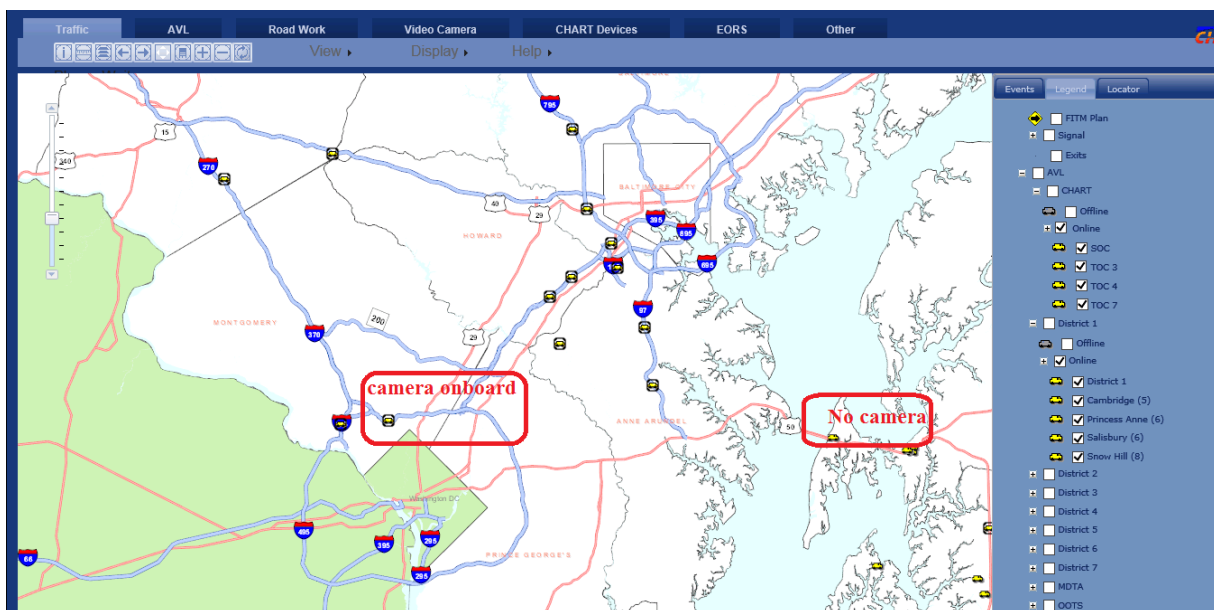 Traffic
AVL
Road Work
Video Camera
CHART Devices
EORS
Other
View
Display
Help
Events
Legend
Locator
FITM Plan
Signal
Exits
AVL
CHART
Offline
Online
SOC
TOC 3
TOC 4
TOC 7
District 1
Offline
Online
District 1
Cambridge (5)
Princess Anne (6)
Salisbury (6)
Snow Hill (8)
District 2
District 3
District 4
District 5
District 6
District 7
MDTA
OOTS
795
15
340
270
40
29
BALTIMORE CITY
395
895
HOWARD
695
97
MONTGOMERY
200
370
29
camera onboard
No camera
ANNE ARUNDEL
50
Washington DC
495
395
295
PRINCE GEORGE'S
66
295